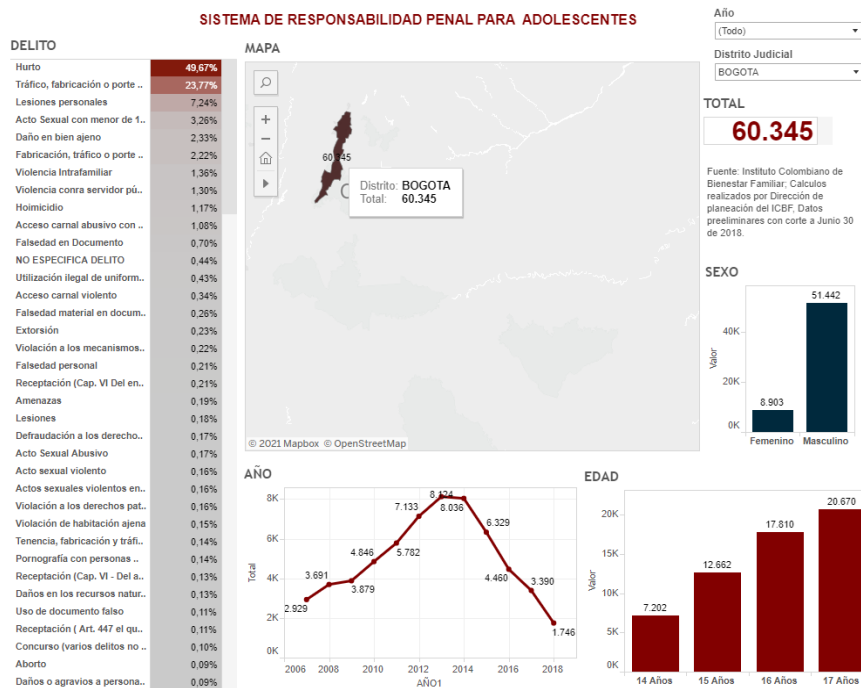 SISTEMA DE RESPONSABILIDAD PENAL PARA ADOLESCENTES
Año
(Todo)
Distrito Judicial
BOGOTA
TOTAL
60.345
Fuente: Instituto Colombiano de
Bienestar Familiar; Calculos
realizados por Dirección de
planeación del ICBF, Datos
preeliminares con corte a Junio 30
de 2018.
DELITO
Hurto 49,67%
Tráfico, fabricación o porte .. 23,77%
Lesiones personales 7,24%
Acto Sexual con menor de 1.. 3,26%
Daño en bien ajeno 2,33%
Fabricación, tráfico o porte .. 2,22%
Violencia Intrafamiliar 1,36%
Violencia conra servidor pú.. 1,30%
Hoimicidio 1,17%
Acceso carnal abusivo con .. 1,08%
Falsedad en Documento 0,70%
NO ESPECIFICA DELITO 0,44%
Utilización ilegal de uniform.. 0,43%
Acceso carnal violento 0,34%
Falsedad material en docum.. 0,26%
Extorsión 0,23%
Violación a los mecanismos.. 0,22%
Falsedad personal 0,21%
Receptación (Cap. VI Del en.. 0,21%
Amenazas 0,19%
Lesiones 0,18%
Defraudación a los derecho.. 0,17%
Acto Sexual Abusivo 0,17%
Acto sexual violento 0,16%
Actos sexuales violentos en.. 0,16%
Violación a los derechos pat.. 0,16%
Violación de habitación ajena 0,15%
Tenencia, fabricación y tráfi.. 0,14%
Pornografía con personas .. 0,14%
Receptación (Cap. VI - Del a.. 0,13%
Daños en los recursos natur.. 0,13%
Uso de documento falso 0,11%
Receptación ( Art. 447 el qu.. 0,11%
Concurso (varios delitos no .. 0,10%
Aborto 0,09%
Daños o agravios a persona.. 0,09%
MAPA
60.345
Distrito: BOGOTA
Total: 60.345
© 2021 Mapbox © OpenStreetMap
SEXO
51.442
40K
20K
8.903
0K
Valor
Femenino Masculino
AÑO
8K
6K
4K
2K
0K
Total
2.929
3.691
3.879
4.846
5.782
7.133
8.124
8.036
6.329
4.460
3.390
1.746
2006 2008 2010 2012 2014 2016 2018
AÑO1
EDAD
20K
15K
10K
5K
0K
Valor
7.202
12.662
17.810
20.670
14 Años 15 Años 16 Años 17 Años